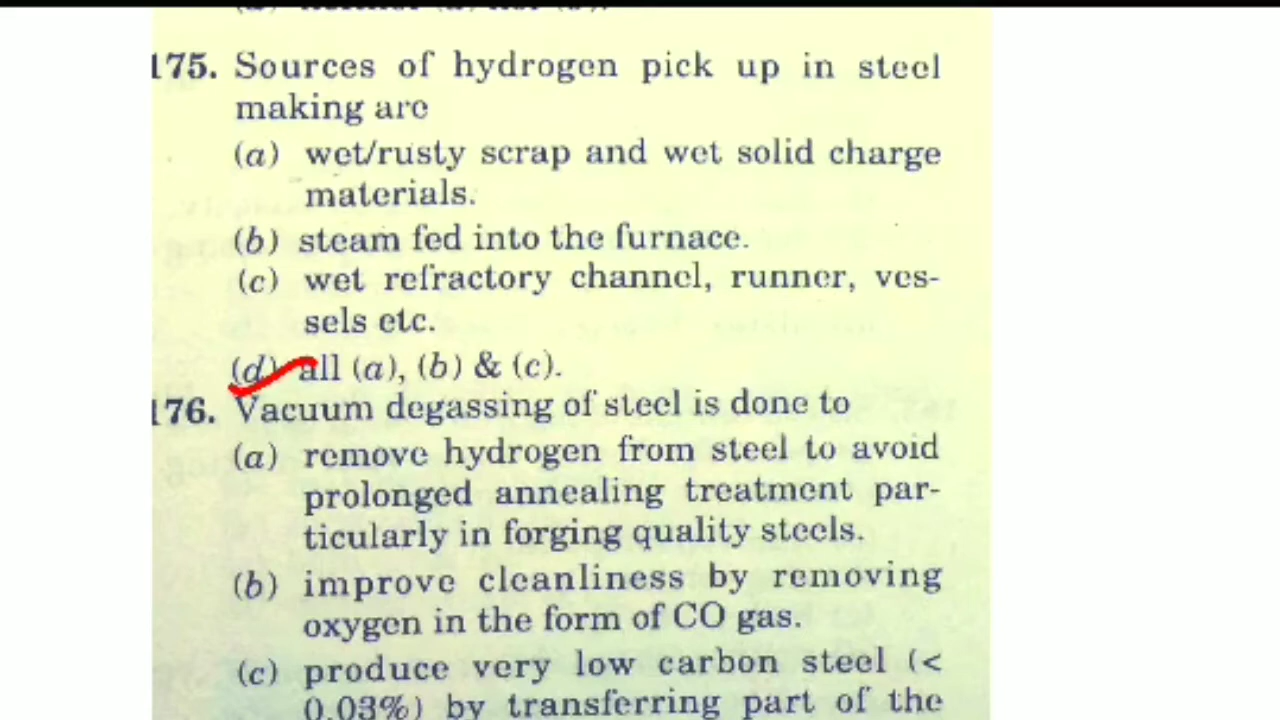 175. Sources of hydrogen pick up in steel
making are
(a) wet/rusty scrap and wet solid charge
materials.
(b) steam fed into the furnace.
(c) wet refractory channel, runner, ves-
sels etc.
(d) all (a), (b) & (c).
176. Vacuum degassing of steel is done to
(a) remove hydrogen from steel to avoid
prolonged annealing treatment par-
ticularly in forging quality steels.
(b) improve cleanliness by removing
oxygen in the form of CO gas.
(c) produce very low carbon steel (<
0.03%) by transferring part of the